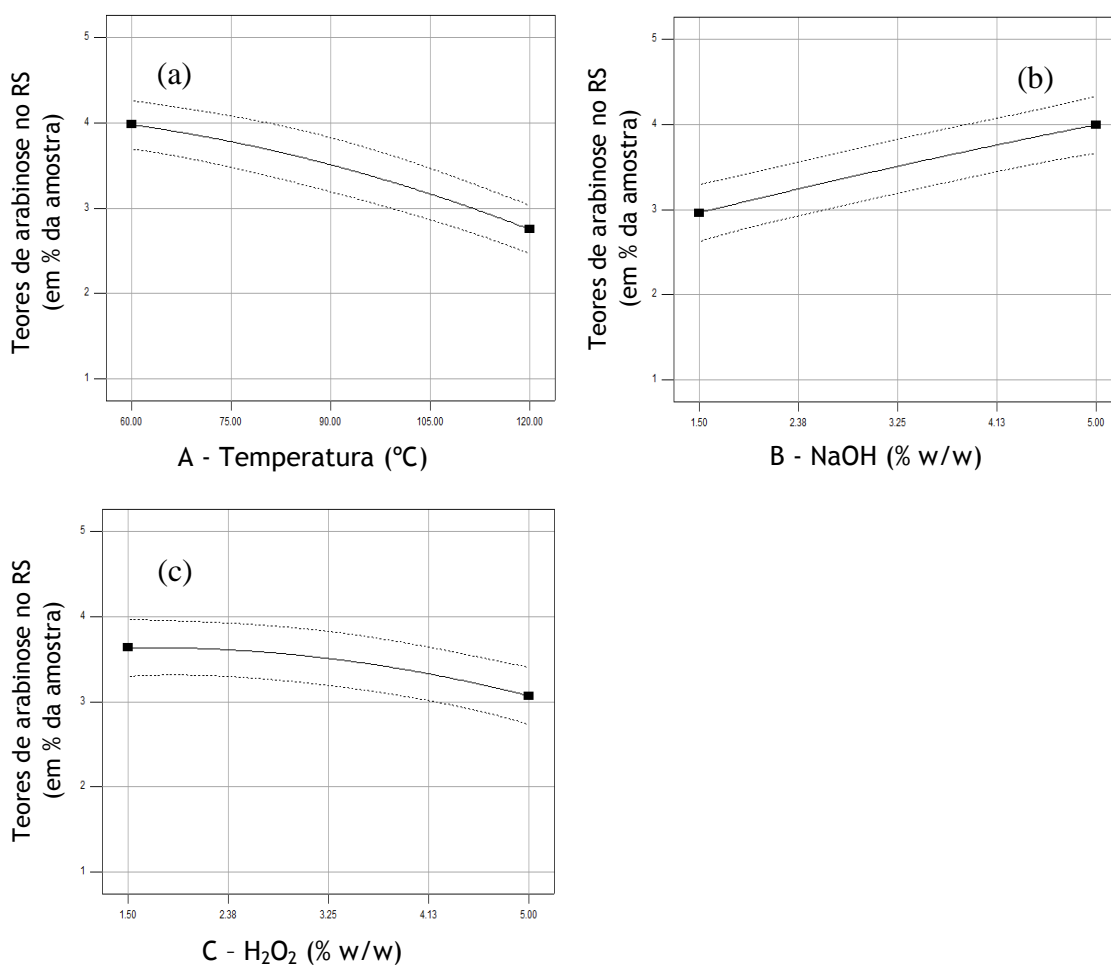 (a)
Teores de arabinose no RS
(em % da amostra)
5
4
3
2
1
60.00 75.00 90.00 105.00 120.00
A - Temperatura (ºC)
(b)
Teores de arabinose no RS
(em % da amostra)
5
4
3
2
1
1.50 2.38 3.25 4.13 5.00
B - NaOH (% w/w)
(c)
Teores de arabinose no RS
(em % da amostra)
5
4
3
2
1
1.50 2.38 3.25 4.13 5.00
C - H₂O₂ (% w/w)